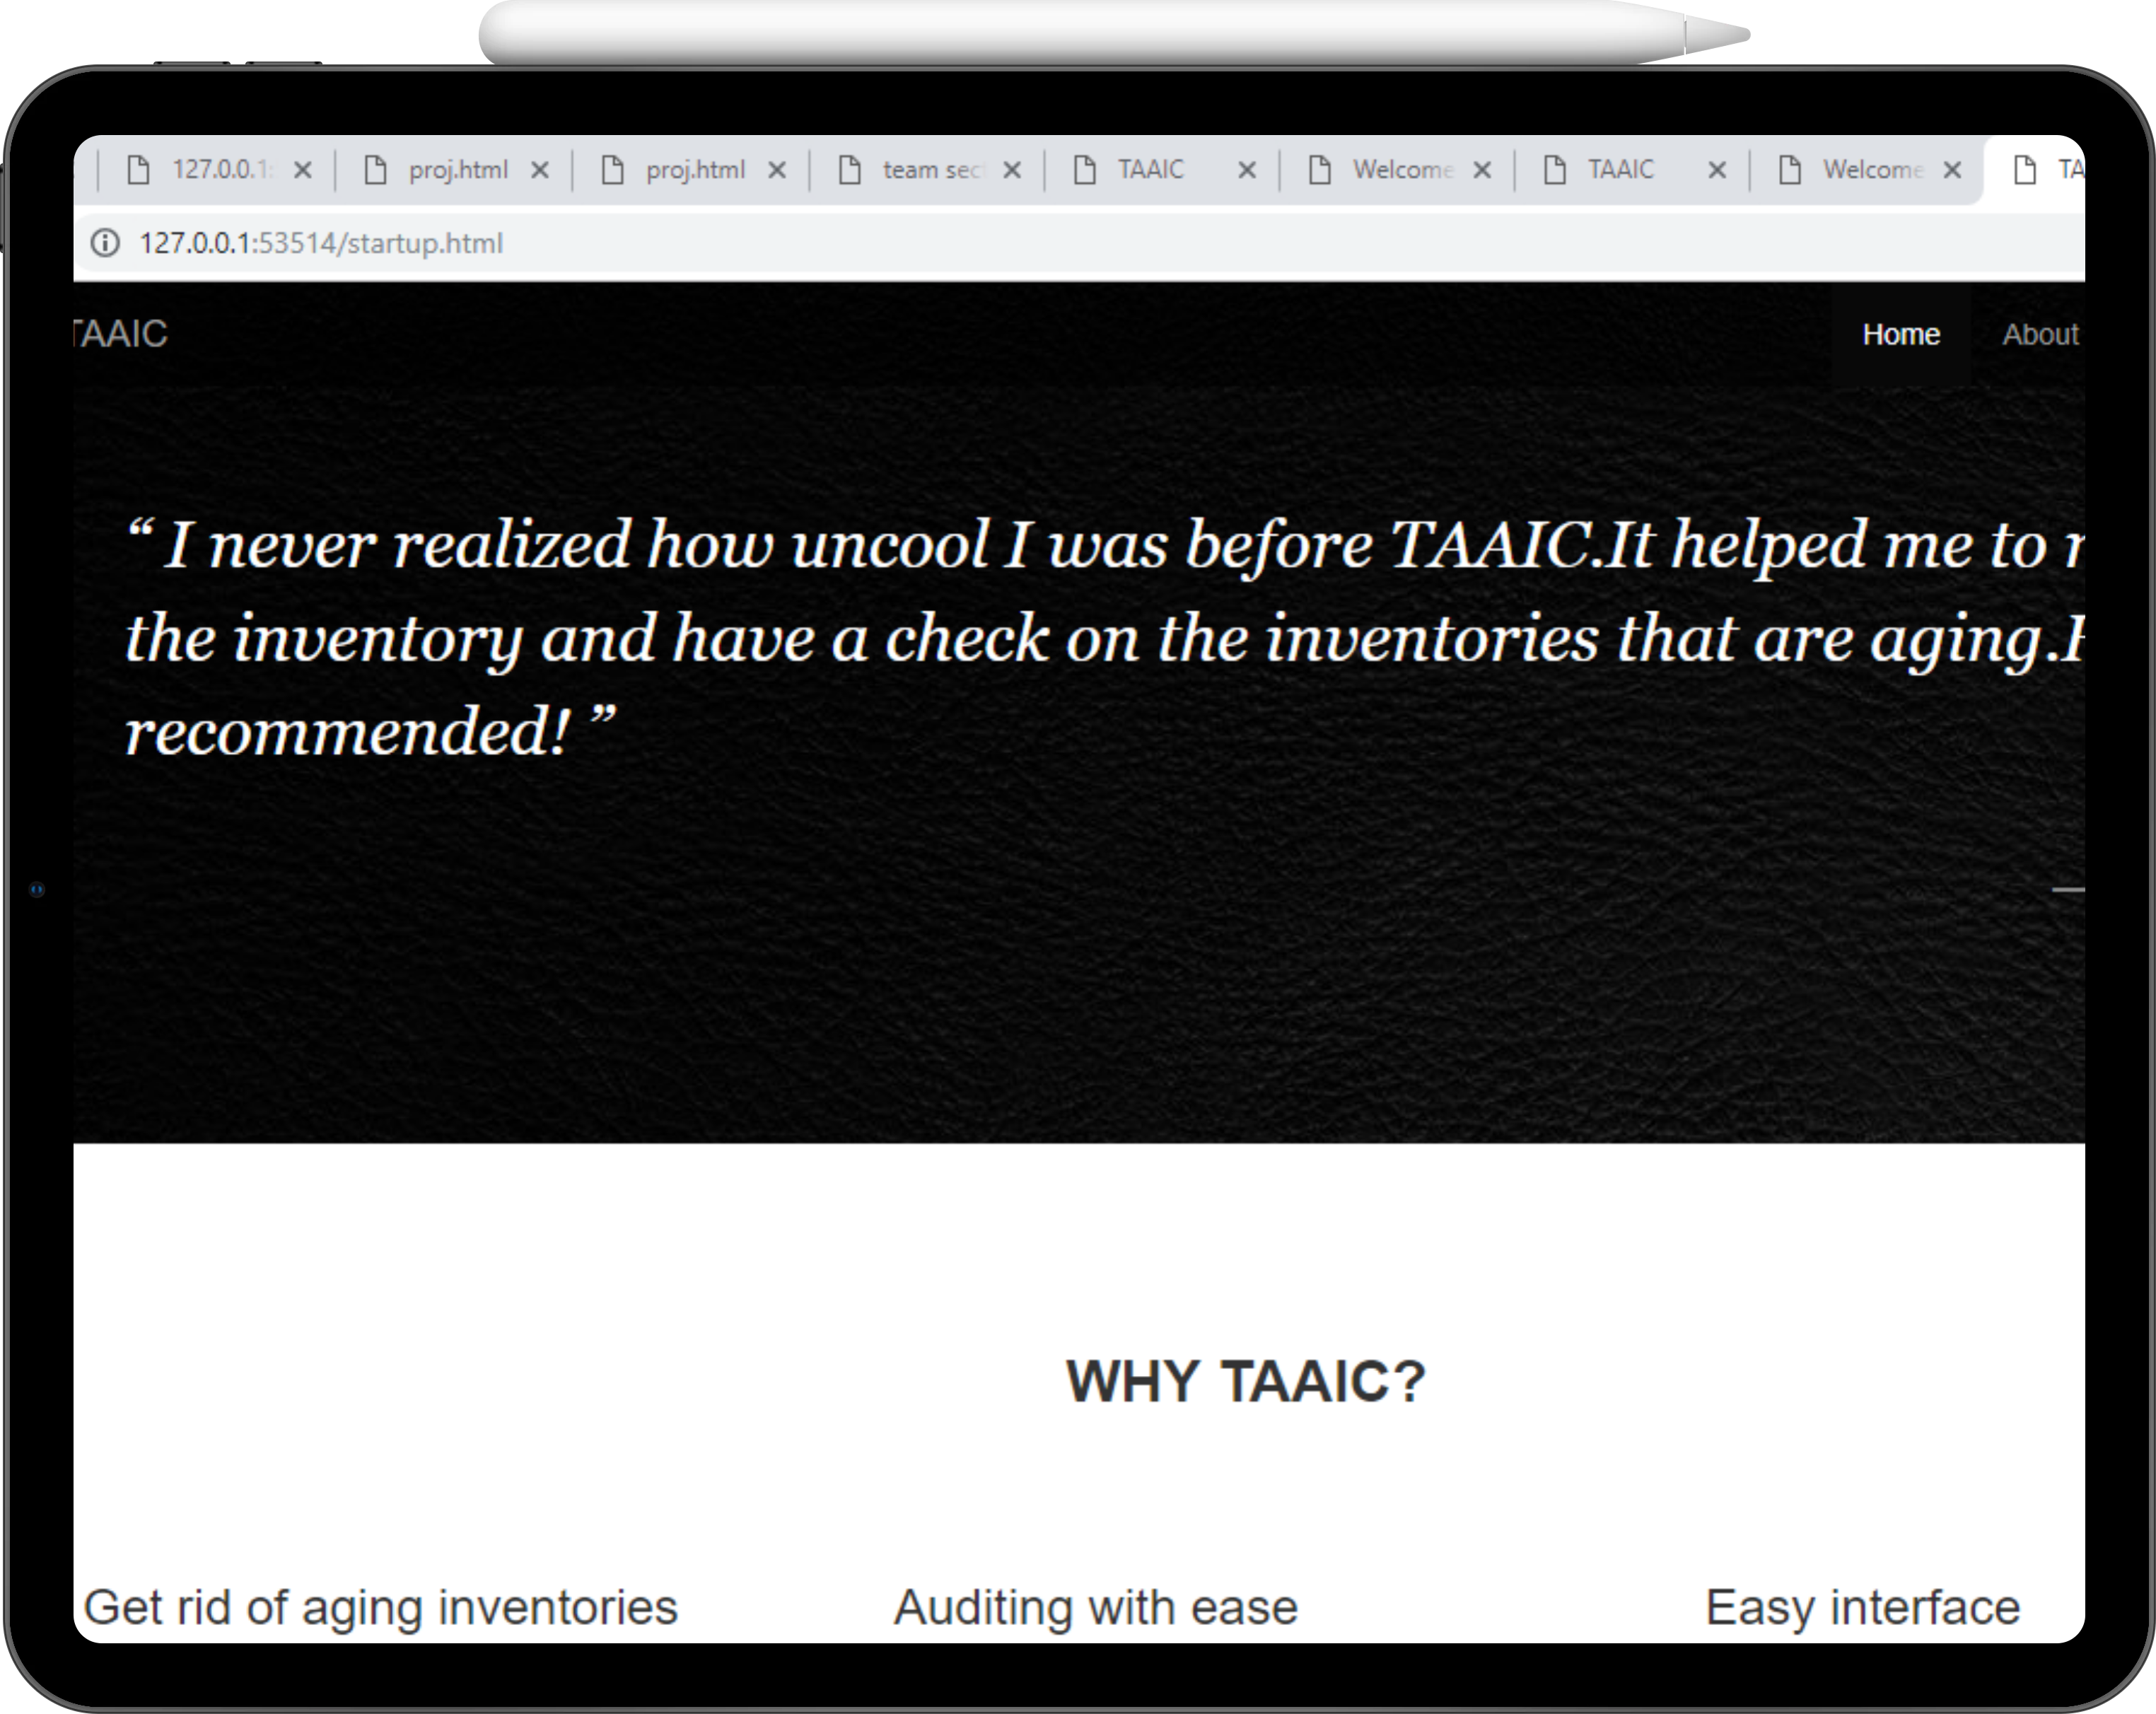 127.0.0.1: proj.html proj.html team sec TAAIC Welcome TAAIC Welcome TA
127.0.0.1:53514/startup.html
TAAIC Home About
“ I never realized how uncool I was before TAAIC.It helped me to
the inventory and have a check on the inventories that are aging.
recommended! ”
WHY TAAIC?
Get rid of aging inventories Auditing with ease Easy interface